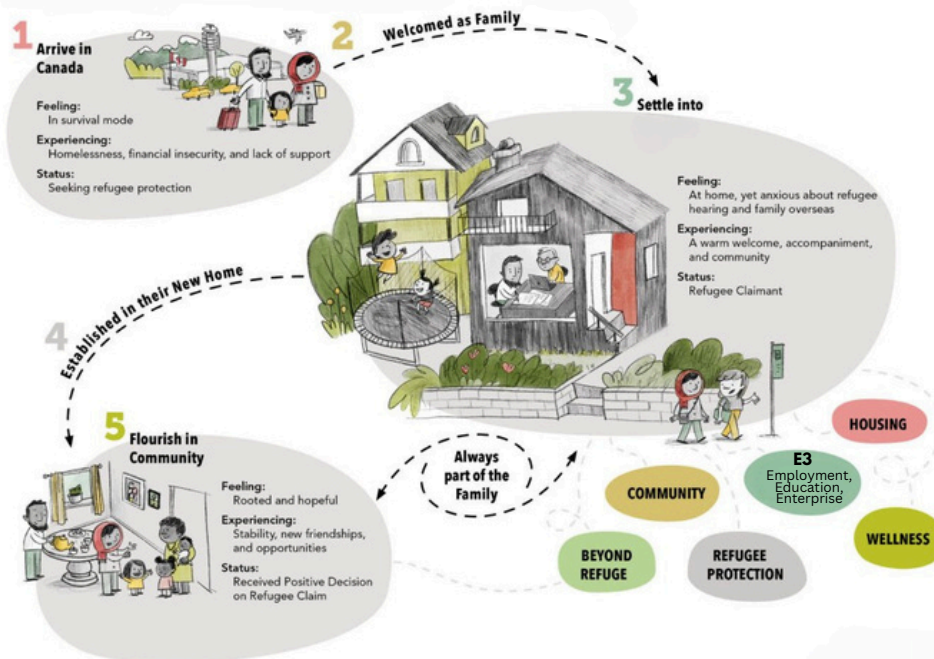 1
Arrive in
Canada
Feeling:
In survival mode
Experiencing:
Homelessness, financial insecurity, and lack of support
Status:
Seeking refugee protection
2
Welcomed as Family
3
Settle into
Feeling:
At home, yet anxious about refugee
hearing and family overseas
Experiencing:
A warm welcome, accompaniment,
and community
Status:
Refugee Claimant
4
Established in their New Home
5
Flourish in
Community
Feeling:
Rooted and hopeful
Experiencing:
Stability, new friendships,
and opportunities
Status:
Received Positive Decision
on Refugee Claim
Always
part of the
Family
HOUSING
E3
Employment,
Education,
Enterprise
COMMUNITY
WELLNESS
BEYOND
REFUGE
REFUGEE
PROTECTION